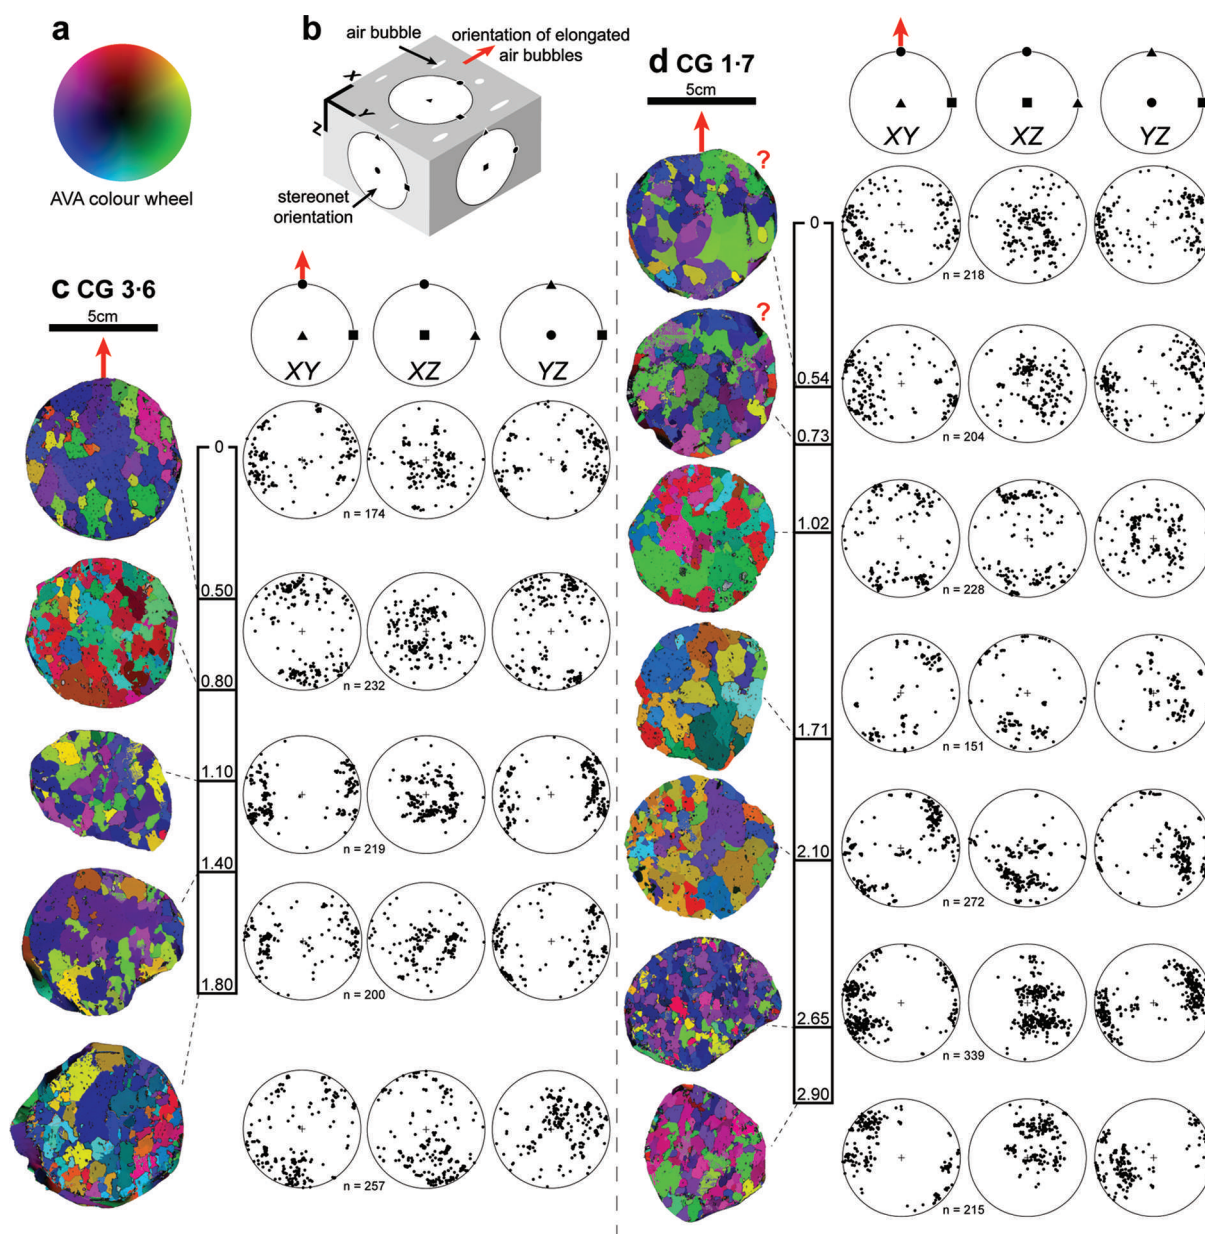 a
AVA colour wheel
b
air bubble
orientation of elongated
air bubbles
X
Y
Z
stereonet
orientation
c CG 3·6
5cm
XY
XZ
YZ
0
n = 174
0.50
0.80
n = 232
1.10
n = 219
1.40
1.80
n = 200
n = 257
d CG 1·7
5cm
XY
XZ
YZ
?
0
n = 218
?
0.54
0.73
n = 204
1.02
n = 228
1.71
n = 151
2.10
n = 272
2.65
n = 339
2.90
n = 215